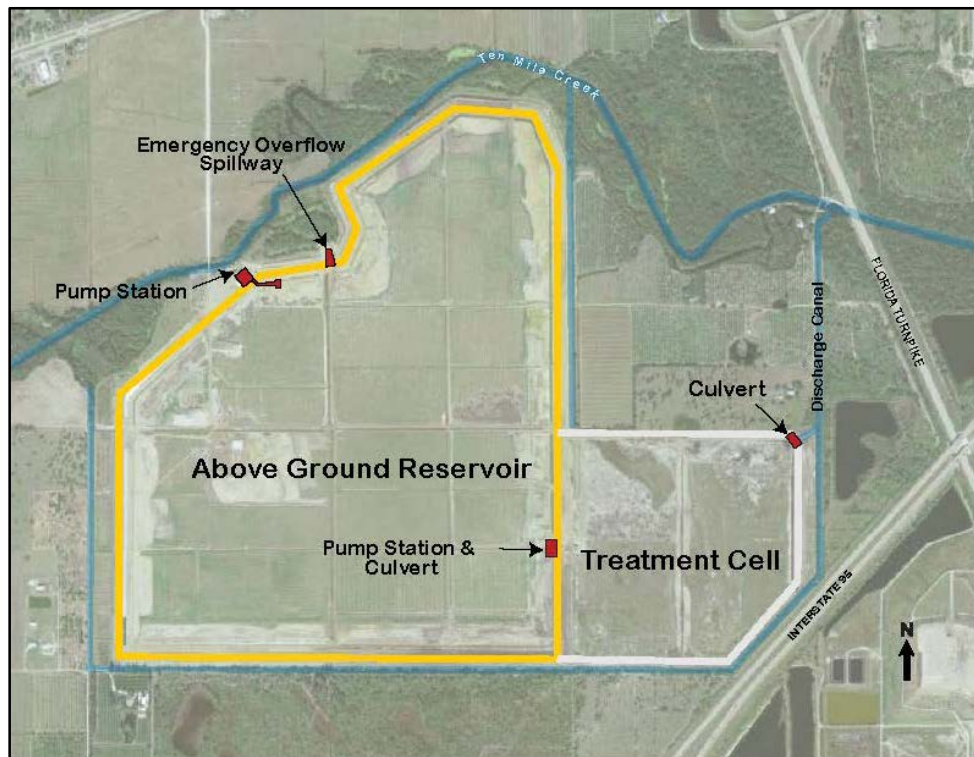 Ten Mile Creek
Emergency Overflow
Spillway
Pump Station
FLORIDA TURNPIKE
Discharge Canal
Culvert
Above Ground Reservoir
Pump Station &
Culvert
Treatment Cell
INTERSTATE 95
N